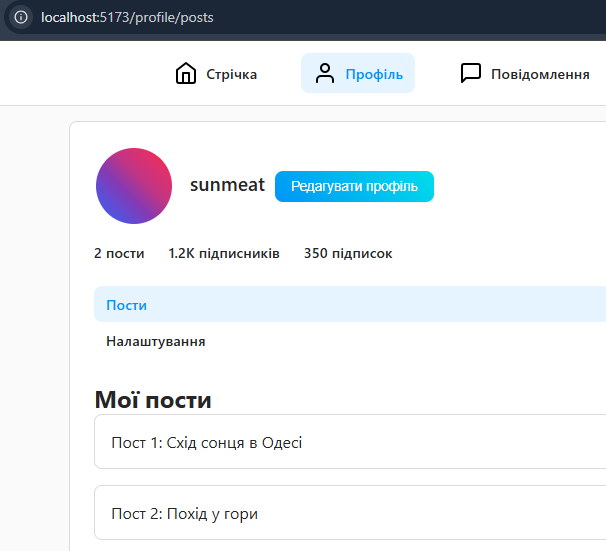 localhost:5173/profile/posts
Стрічка Профіль Повідомлення
sunmeat Редагувати профіль
2 пости 1.2K підписників 350 підписок
Пости
Налаштування
Мої пости
Пост 1: Схід сонця в Одесі
Пост 2: Похід у гори